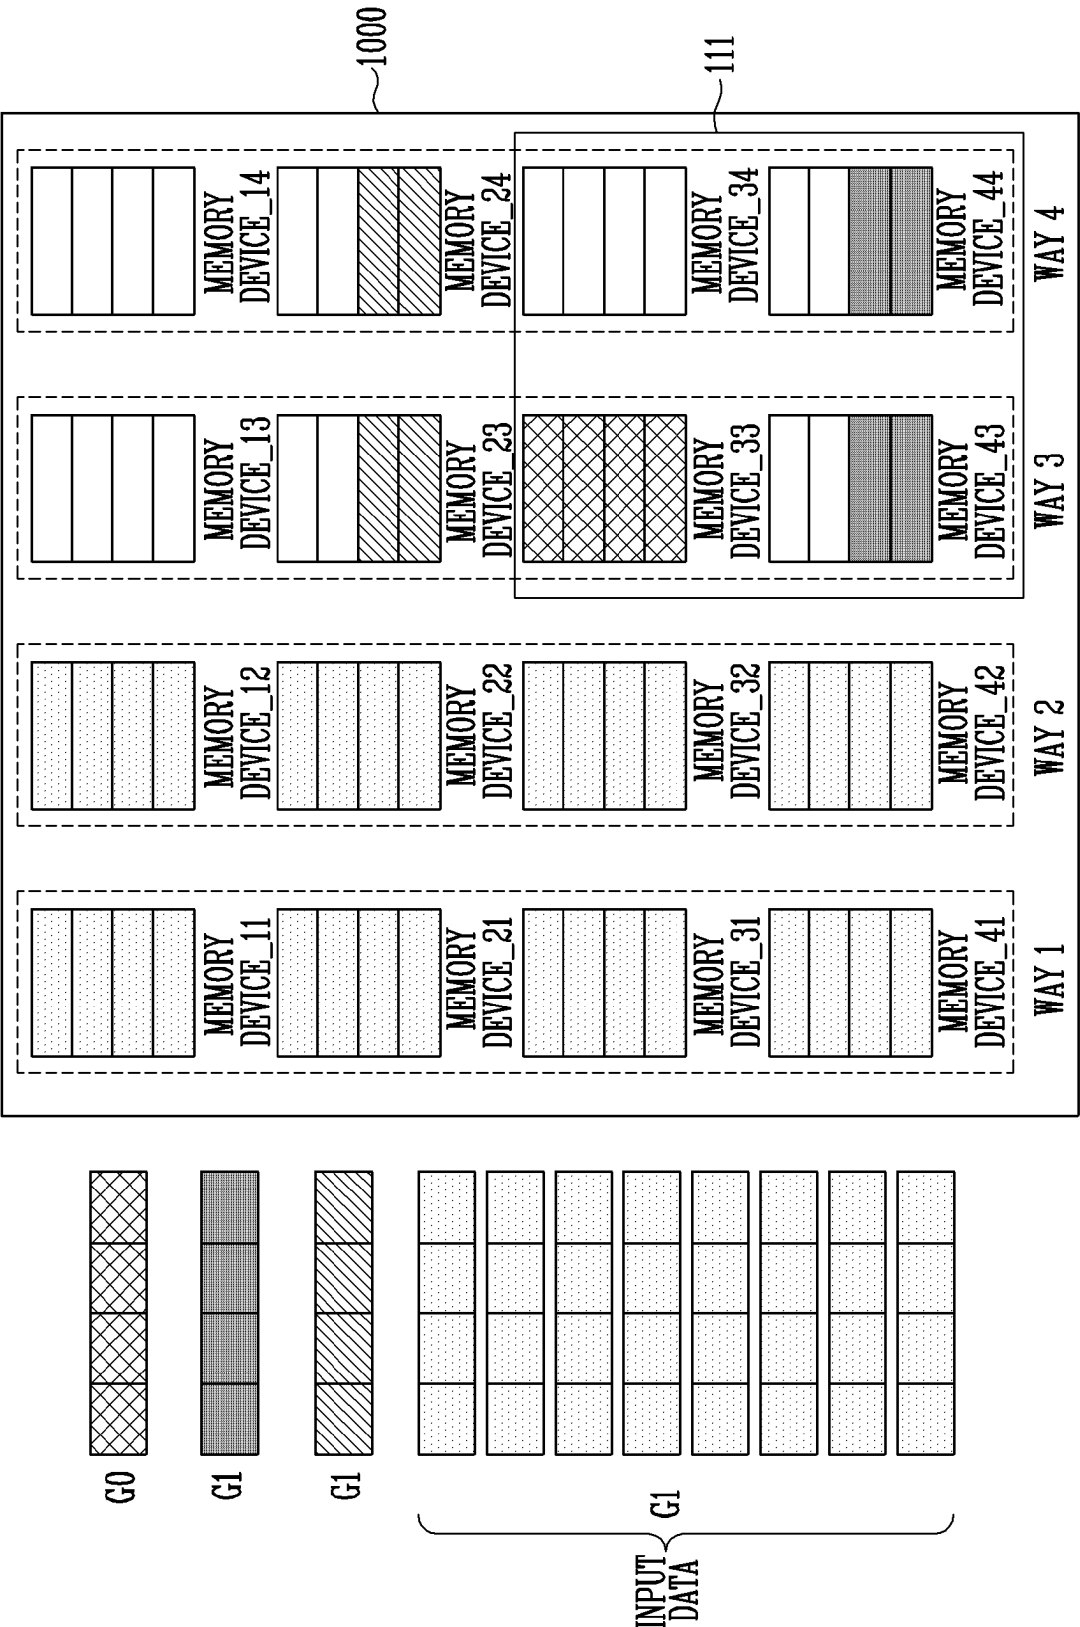 G0
G1
G1
G1
INPUT
DATA
1000
111
MEMORY
DEVICE_11
MEMORY
DEVICE_21
MEMORY
DEVICE_31
MEMORY
DEVICE_41
WAY 1
MEMORY
DEVICE_12
MEMORY
DEVICE_22
MEMORY
DEVICE_32
MEMORY
DEVICE_42
WAY 2
MEMORY
DEVICE_13
MEMORY
DEVICE_23
MEMORY
DEVICE_33
MEMORY
DEVICE_43
WAY 3
MEMORY
DEVICE_14
MEMORY
DEVICE_24
MEMORY
DEVICE_34
MEMORY
DEVICE_44
WAY 4